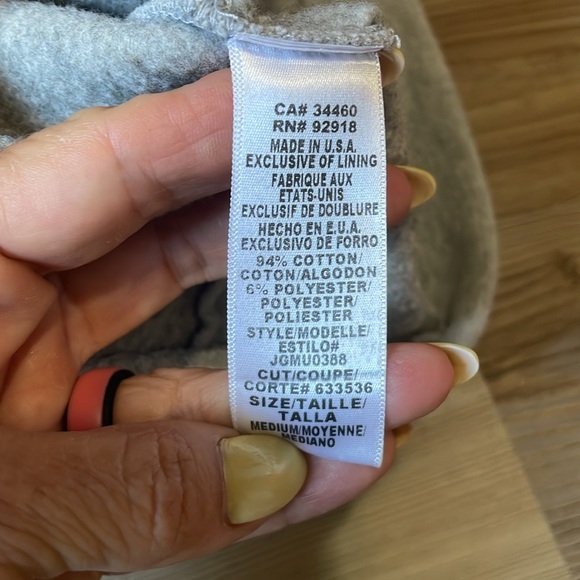 CA# 34460
RN# 92918
MADE IN U.S.A.
EXCLUSIVE OF LINING
FABRIQUE AUX
ETATS-UNIS
EXCLUSIF DE DOUBLURE
HECHO EN E.U.A.
EXCLUSIVO DE FORRO
94% COTTON/
COTON/ALGODON
6% POLYESTER/
POLYESTER/
POLIESTER
STYLE/MODELLE/
ESTILO#
JGMU0388
CUT/COUPE/
CORTE# 633536
SIZE/TAILLE/
TALLA
MEDIUM/MOYENNE/
MEDIANO